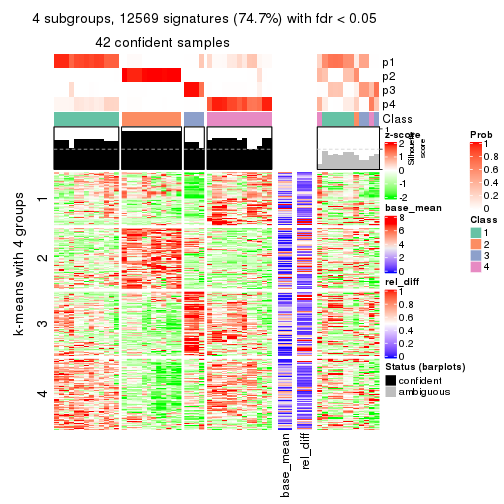 4 subgroups, 12569 signatures (74.7%) with fdr < 0.05
42 confident samples
p1
p2
p3
p4
Class
1
0
Silhouette
score
z-score
2
1
0
-1
-2
base_mean
8
6
4
2
0
rel_diff
1
0.8
0.6
0.4
0.2
0
Status (barplots)
confident
ambiguous
Prob
1
0.8
0.6
0.4
0.2
0
Class
1
2
3
4
k-means with 4 groups
1
2
3
4
base_mean
rel_diff